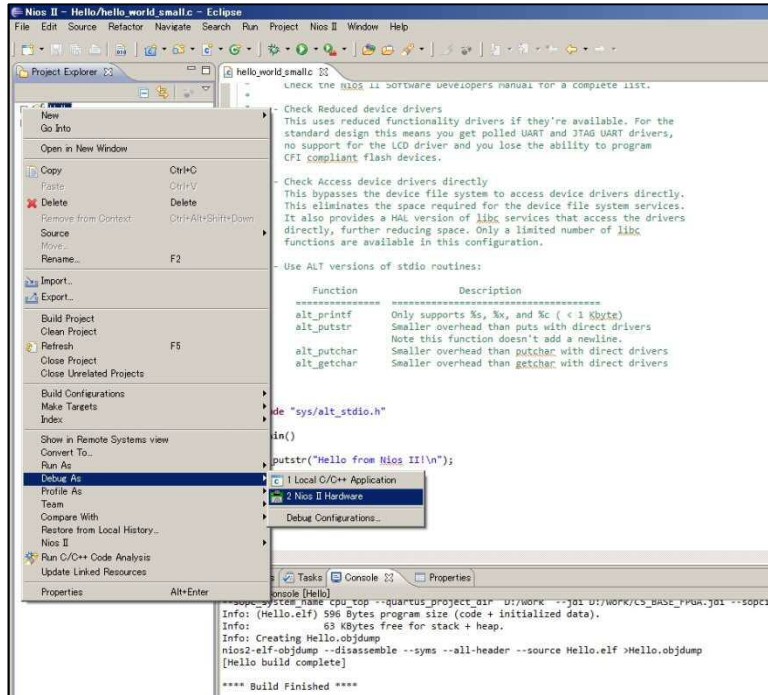 Nios II - Hello/hello_world_small.c - Eclipse
File Edit Source Refactor Navigate Search Run Project Nios II Window Help
Project Explorer
hello_world_small.c
New
Go Into
Open in New Window
Copy Ctrl+C
Paste Ctrl+V
Delete Delete
Remove from Context Ctrl+Alt+Shift+Down
Source
Move...
Rename... F2
Import...
Export...
Build Project
Clean Project
Refresh F5
Close Project
Close Unrelated Projects
Build Configurations
Make Targets
Index
Show in Remote Systems view
Convert To...
Run As
Debug As
Profile As
Team
Compare With
Restore from Local History...
Nios II
Run C/C++ Code Analysis
Update Linked Resources
Properties Alt+Enter
1 Local C/C++ Application
2 Nios II Hardware
Debug Configurations...
Check the Nios II Software Developers Manual for a complete list.
- Check Reduced device drivers
This uses reduced functionality drivers if they're available. For the
standard design this means you get polled UART and JTAG UART drivers,
no support for the LCD driver and you lose the ability to program
CFI compliant flash devices.
- Check Access device drivers directly
This bypasses the device file system to access device drivers directly.
This eliminates the space required for the device file system services.
It also provides a HAL version of libc services that access the drivers
directly, further reducing space. Only a limited number of libc
functions are available in this configuration.
- Use ALT versions of stdio routines:
Function Description
=============== =====================================
alt_printf Only supports %s, %x, and %c ( < 1 Kbyte)
alt_putstr Smaller overhead than puts with direct drivers
Note this function doesn't add a newline.
alt_putchar Smaller overhead than putchar with direct drivers
alt_getchar Smaller overhead than getchar with direct drivers
de "sys/alt_stdio.h"
in()
putstr("Hello from Nios II!\n");
s Tasks Console Properties
onsole [Hello]
--sopc_system_name cpu_top --quartus_project_dir D:/work --jdi D:/work/C5_BASE_FPGA.jdi --sopci
Info: (Hello.elf) 596 Bytes program size (code + initialized data).
Info: 63 KBytes free for stack + heap.
Info: Creating Hello.objdump
nios2-elf-objdump --disassemble --syms --all-header --source Hello.elf >Hello.objdump
[Hello build complete]
**** Build Finished ****